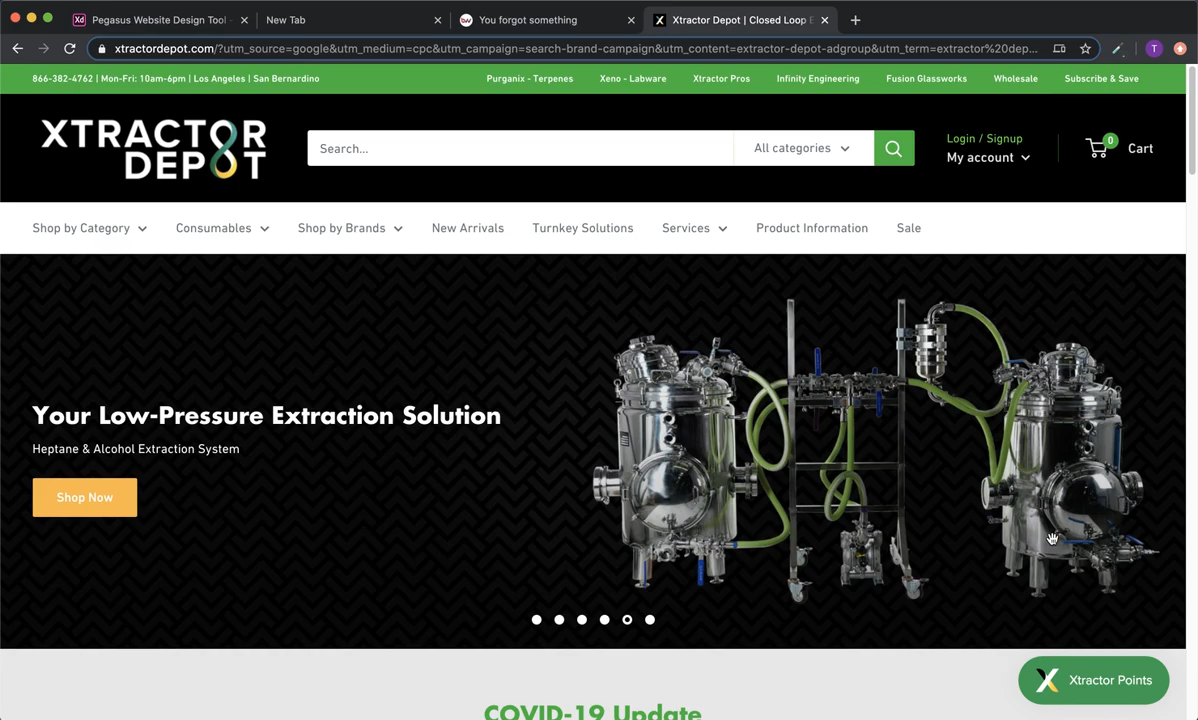 Pegasus Website Design Tool -
New Tab
You forgot something
Xtractor Depot | Closed Loop E
xtractordepot.com/?utm_source=google&utm_medium=cpc&utm_campaign=search-brand-campaign&utm_content=extractor-depot-adgroup&utm_term=extractor%20dep...
T
866-382-4762 | Mon-Fri: 10am-6pm | Los Angeles | San Bernardino
Purganix - Terpenes
Xeno - Labware
Xtractor Pros
Infinity Engineering
Fusion Glassworks
Wholesale
Subscribe & Save
XTRACTOR
DEPOT
Search...
All categories
Login / Signup
My account
0
Cart
Shop by Category
Consumables
Shop by Brands
New Arrivals
Turnkey Solutions
Services
Product Information
Sale
Your Low-Pressure Extraction Solution
Heptane & Alcohol Extraction System
Shop Now
Xtractor Points
COVID-19 Update